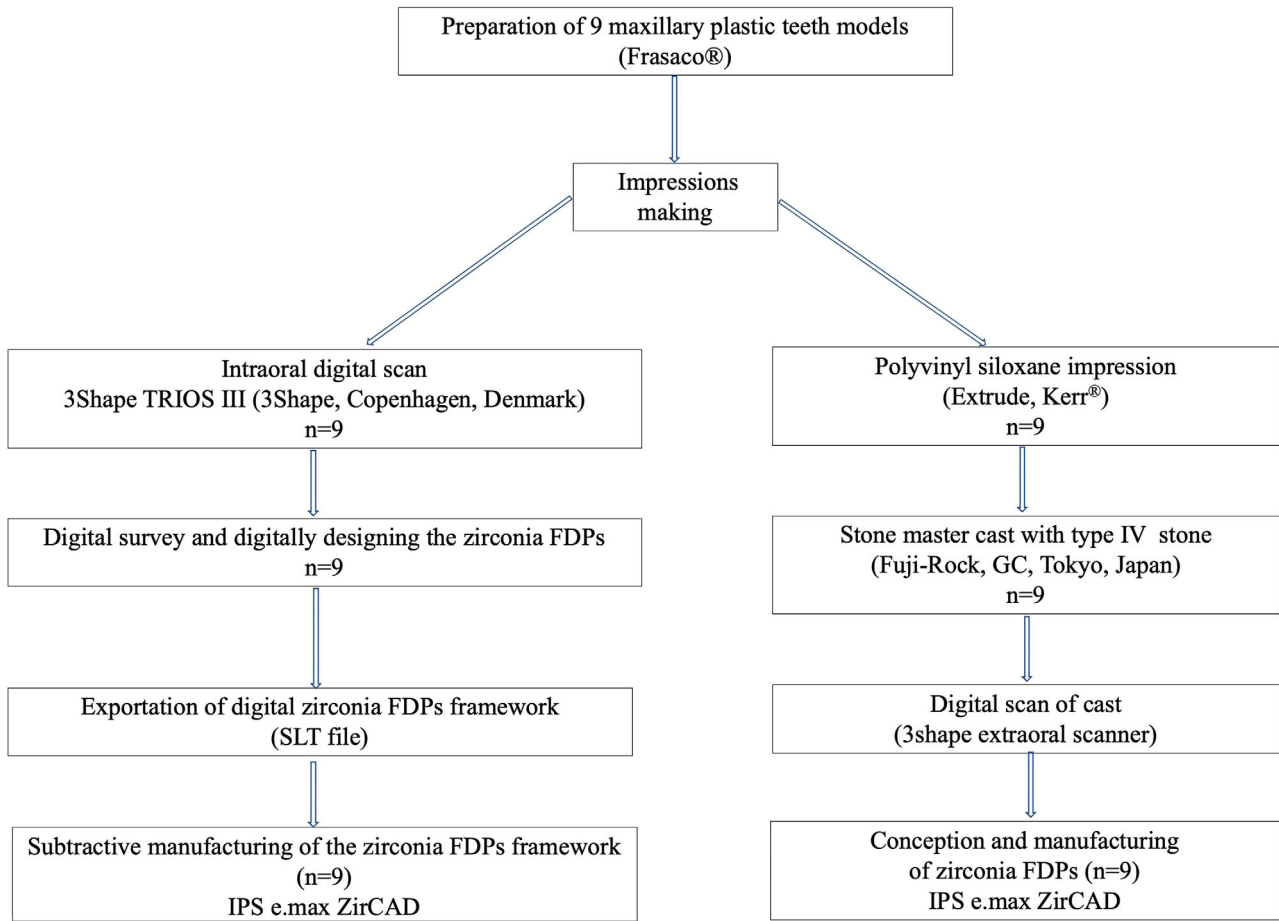 Preparation of 9 maxillary plastic teeth models
(Frasaco®)
Impressions
making
Intraoral digital scan
3Shape TRIOS III (3Shape, Copenhagen, Denmark)
n=9
Polyvinyl siloxane impression
(Extrude, Kerr®)
n=9
Digital survey and digitally designing the zirconia FDPs
n=9
Stone master cast with type IV stone
(Fuji-Rock, GC, Tokyo, Japan)
n=9
Exportation of digital zirconia FDPs framework
(SLT file)
Digital scan of cast
(3shape extraoral scanner)
Subtractive manufacturing of the zirconia FDPs framework
(n=9)
IPS e.max ZirCAD
Conception and manufacturing
of zirconia FDPs (n=9)
IPS e.max ZirCAD